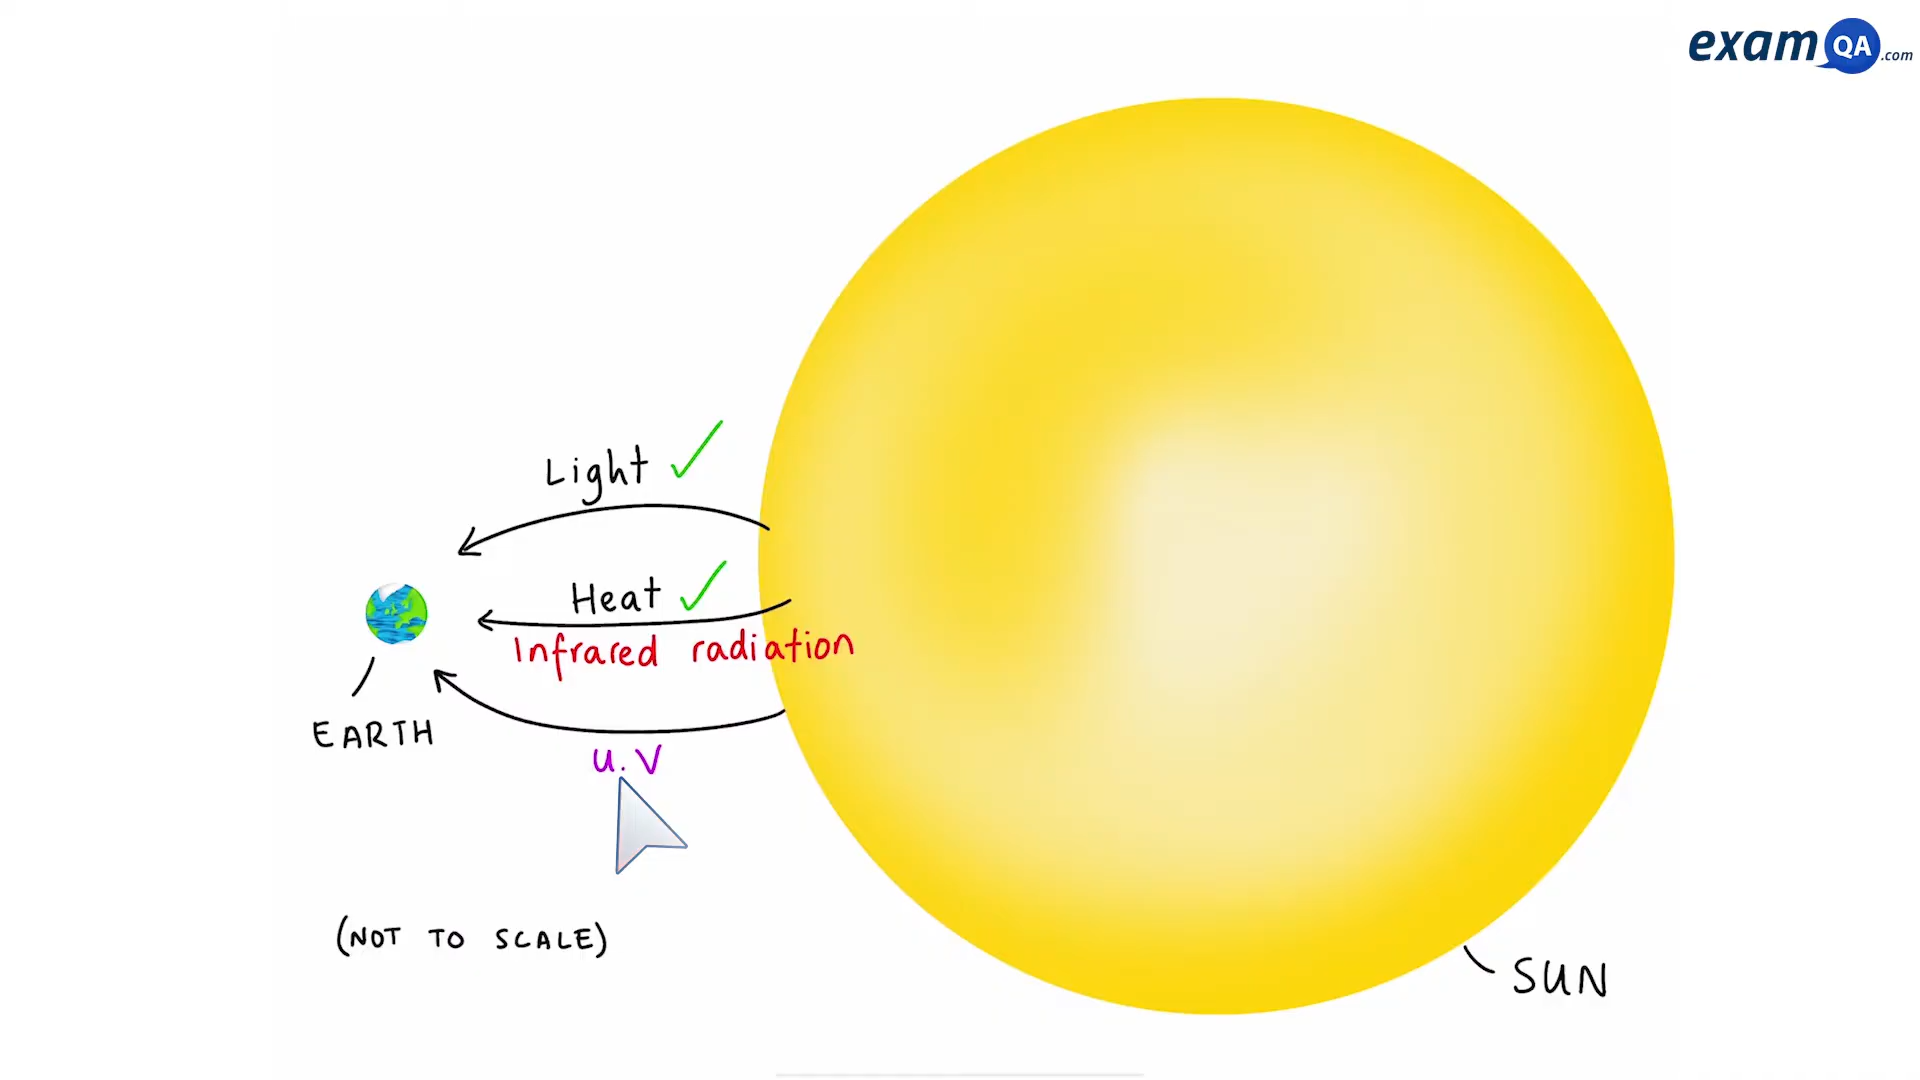 examQA.com
Light
Heat
Infrared radiation
EARTH
U.V
(NOT TO SCALE)
SUN